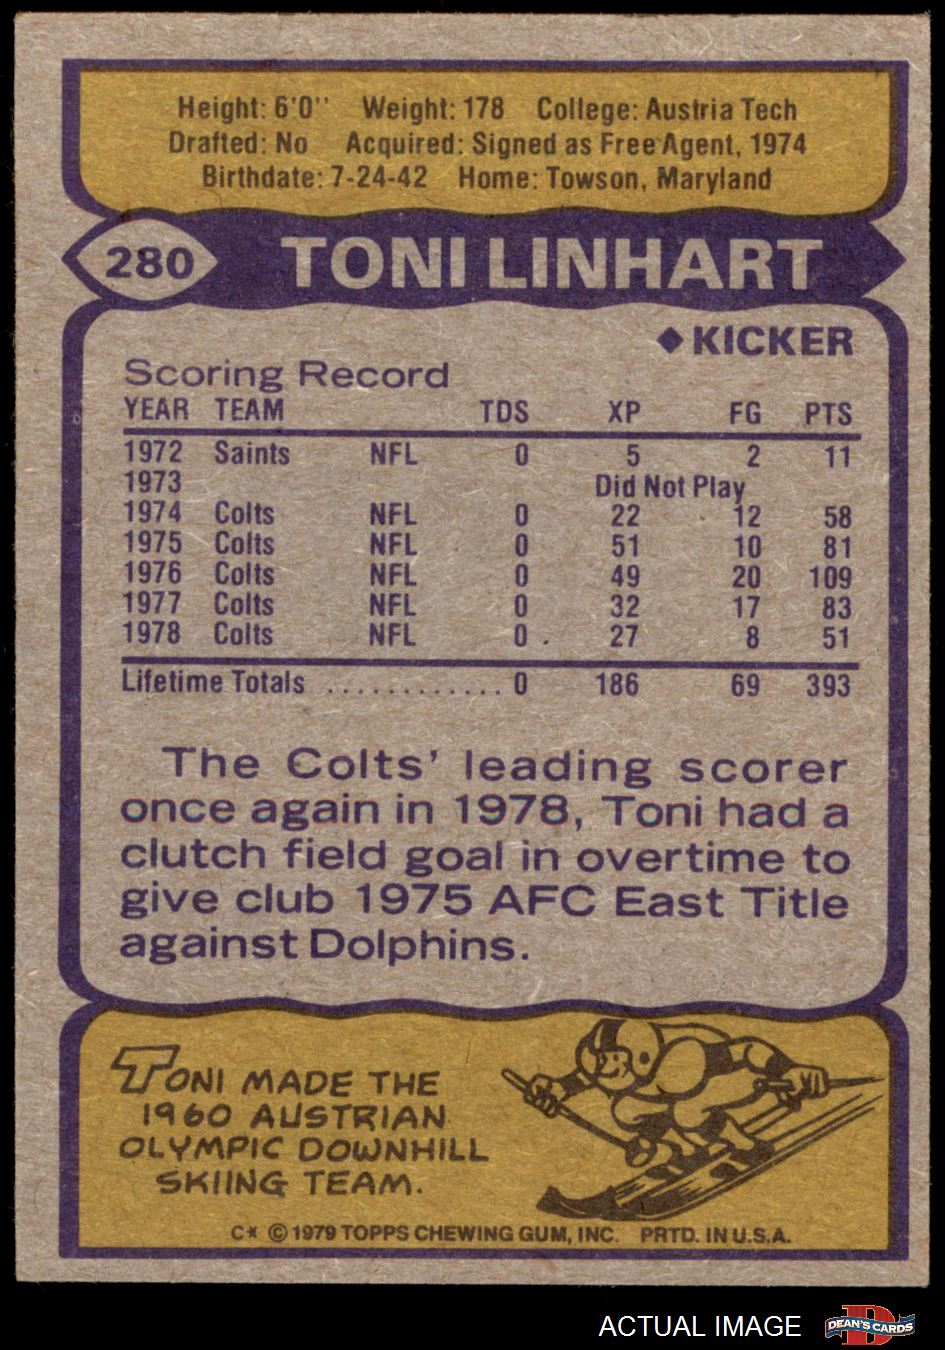 Height: 6'0'' Weight: 178 College: Austria Tech
Drafted: No Acquired: Signed as Free Agent, 1974
Birthdate: 7-24-42 Home: Towson, Maryland
280 TONI LINHART
◆ KICKER
Scoring Record
YEAR TEAM TDS XP FG PTS
1972 Saints NFL 0 5 2 11
1973 Did Not Play
1974 Colts NFL 0 22 12 58
1975 Colts NFL 0 51 10 81
1976 Colts NFL 0 49 20 109
1977 Colts NFL 0 32 17 83
1978 Colts NFL 0 27 8 51
Lifetime Totals ............ 0 186 69 393
The Colts' leading scorer
once again in 1978, Toni had a
clutch field goal in overtime to
give club 1975 AFC East Title
against Dolphins.
TONI MADE THE
1960 AUSTRIAN
OLYMPIC DOWNHILL
SKIING TEAM.
C* © 1979 TOPPS CHEWING GUM, INC. PRTD. IN U.S.A.
ACTUAL IMAGE DEAN'S CARDS